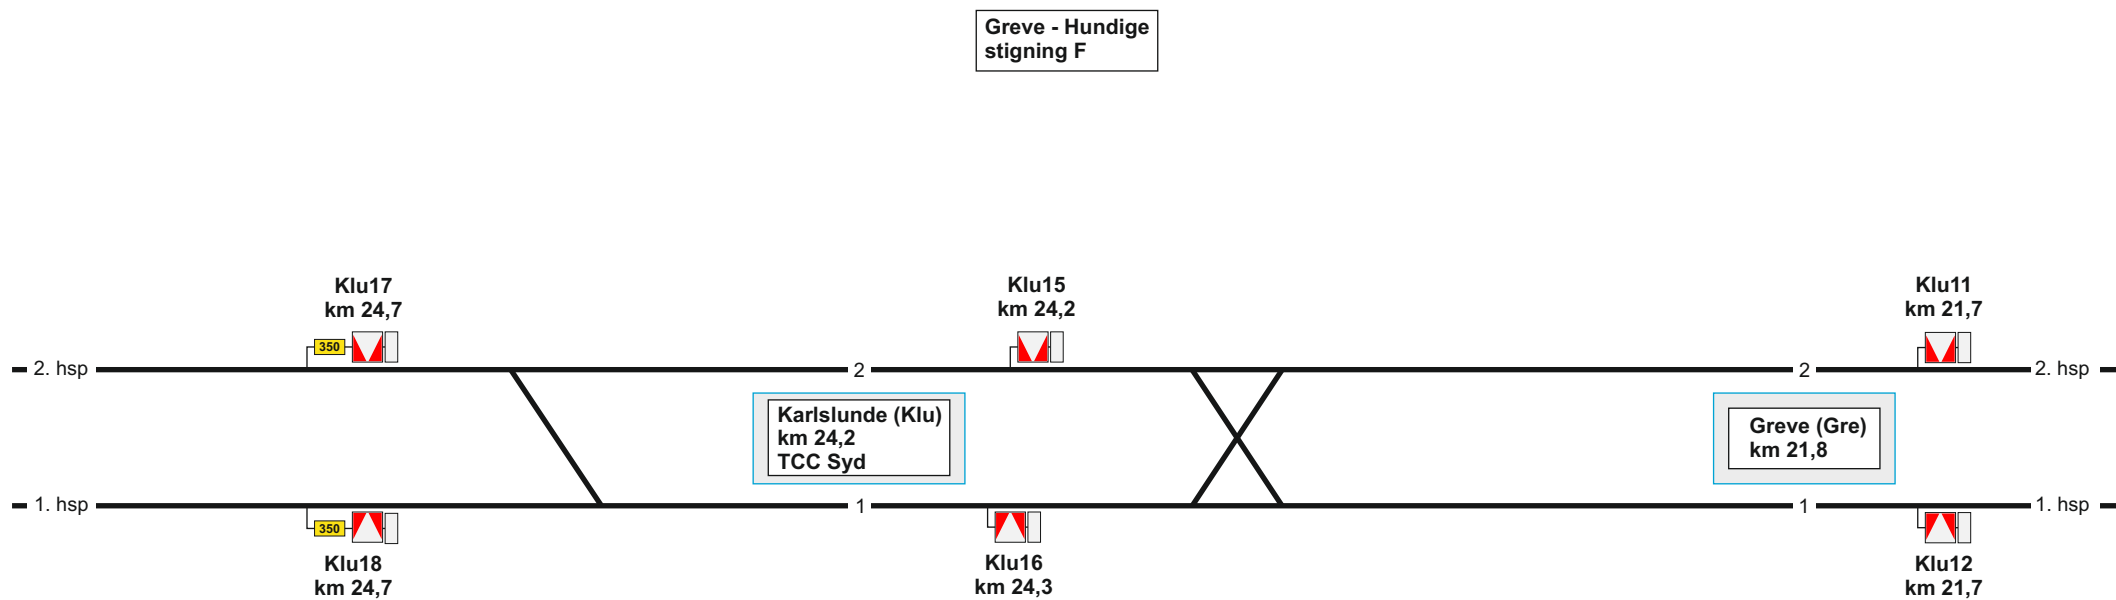 Greve - Hundige
stigning F
Klu17
km 24,7
Klu15
km 24,2
Klu11
km 21,7
350
2. hsp
2
2
2. hsp
Karlslunde (Klu)
km 24,2
TCC Syd
Greve (Gre)
km 21,8
1. hsp
1
1
1. hsp
350
Klu18
km 24,7
Klu16
km 24,3
Klu12
km 21,7